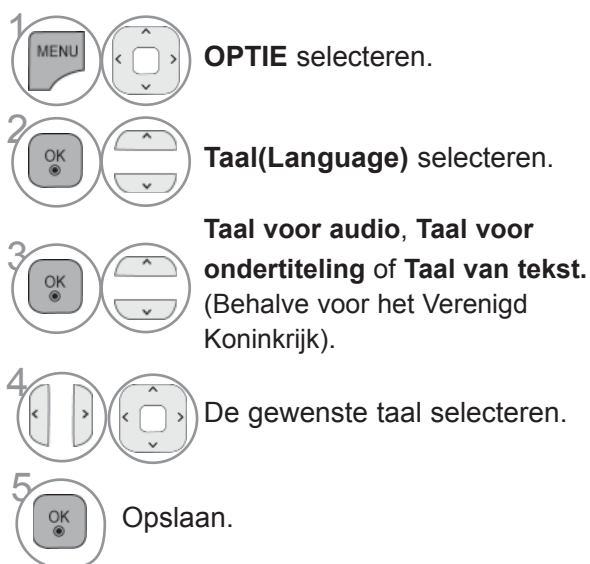 1
MENU
OPTIE selecteren.
2
OK
Taal(Language) selecteren.
3
OK
Taal voor audio, Taal voor
ondertiteling of Taal van tekst.
(Behalve voor het Verenigd
Koninkrijk).
4
De gewenste taal selecteren.
5
OK
Opslaan.